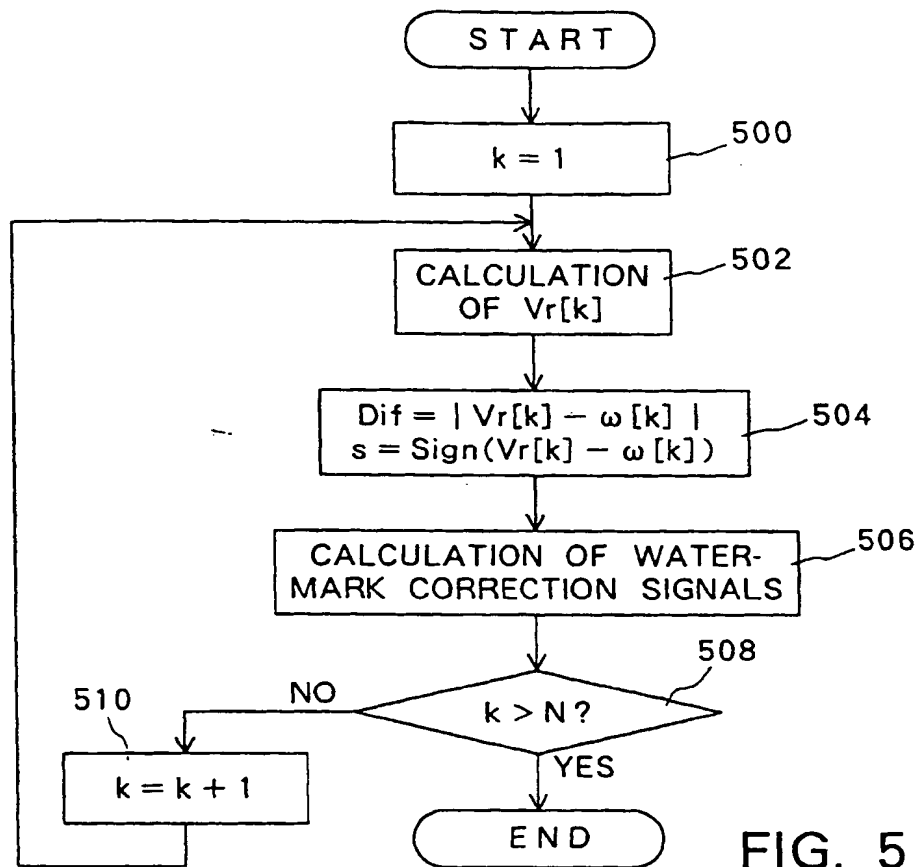 START
k = 1
500
CALCULATION
OF Vr[k]
502
Dif = | Vr[k] − ω[k] |
s = Sign(Vr[k] − ω[k])
504
CALCULATION OF WATER-
MARK CORRECTION SIGNALS
506
k > N?
508
NO
YES
510
k = k + 1
END
FIG. 5